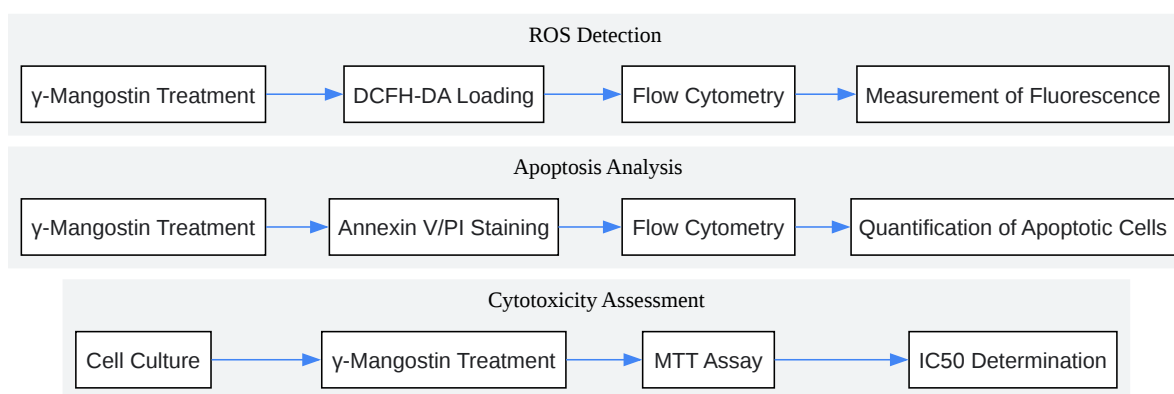 ROS Detection
γ-Mangostin Treatment
DCFH-DA Loading
Flow Cytometry
Measurement of Fluorescence
Apoptosis Analysis
γ-Mangostin Treatment
Annexin V/PI Staining
Flow Cytometry
Quantification of Apoptotic Cells
Cytotoxicity Assessment
Cell Culture
γ-Mangostin Treatment
MTT Assay
IC50 Determination